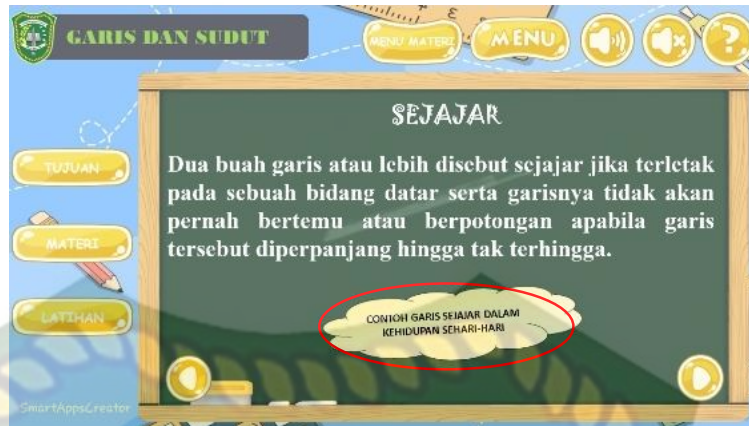 GARIS DAN SUDUT
MENU MATERI
MENU
?
SEJAJAR
TUJUAN
MATERI
LATIHAN
Dua buah garis atau lebih disebut sejajar jika terletak
pada sebuah bidang datar serta garisnya tidak akan
pernah bertemu atau berpotongan apabila garis
tersebut diperpanjang hingga tak terhingga.
CONTOH GARIS SEJAJAR DALAM
KEHIDUPAN SEHARI-HARI
SmartAppsCreator